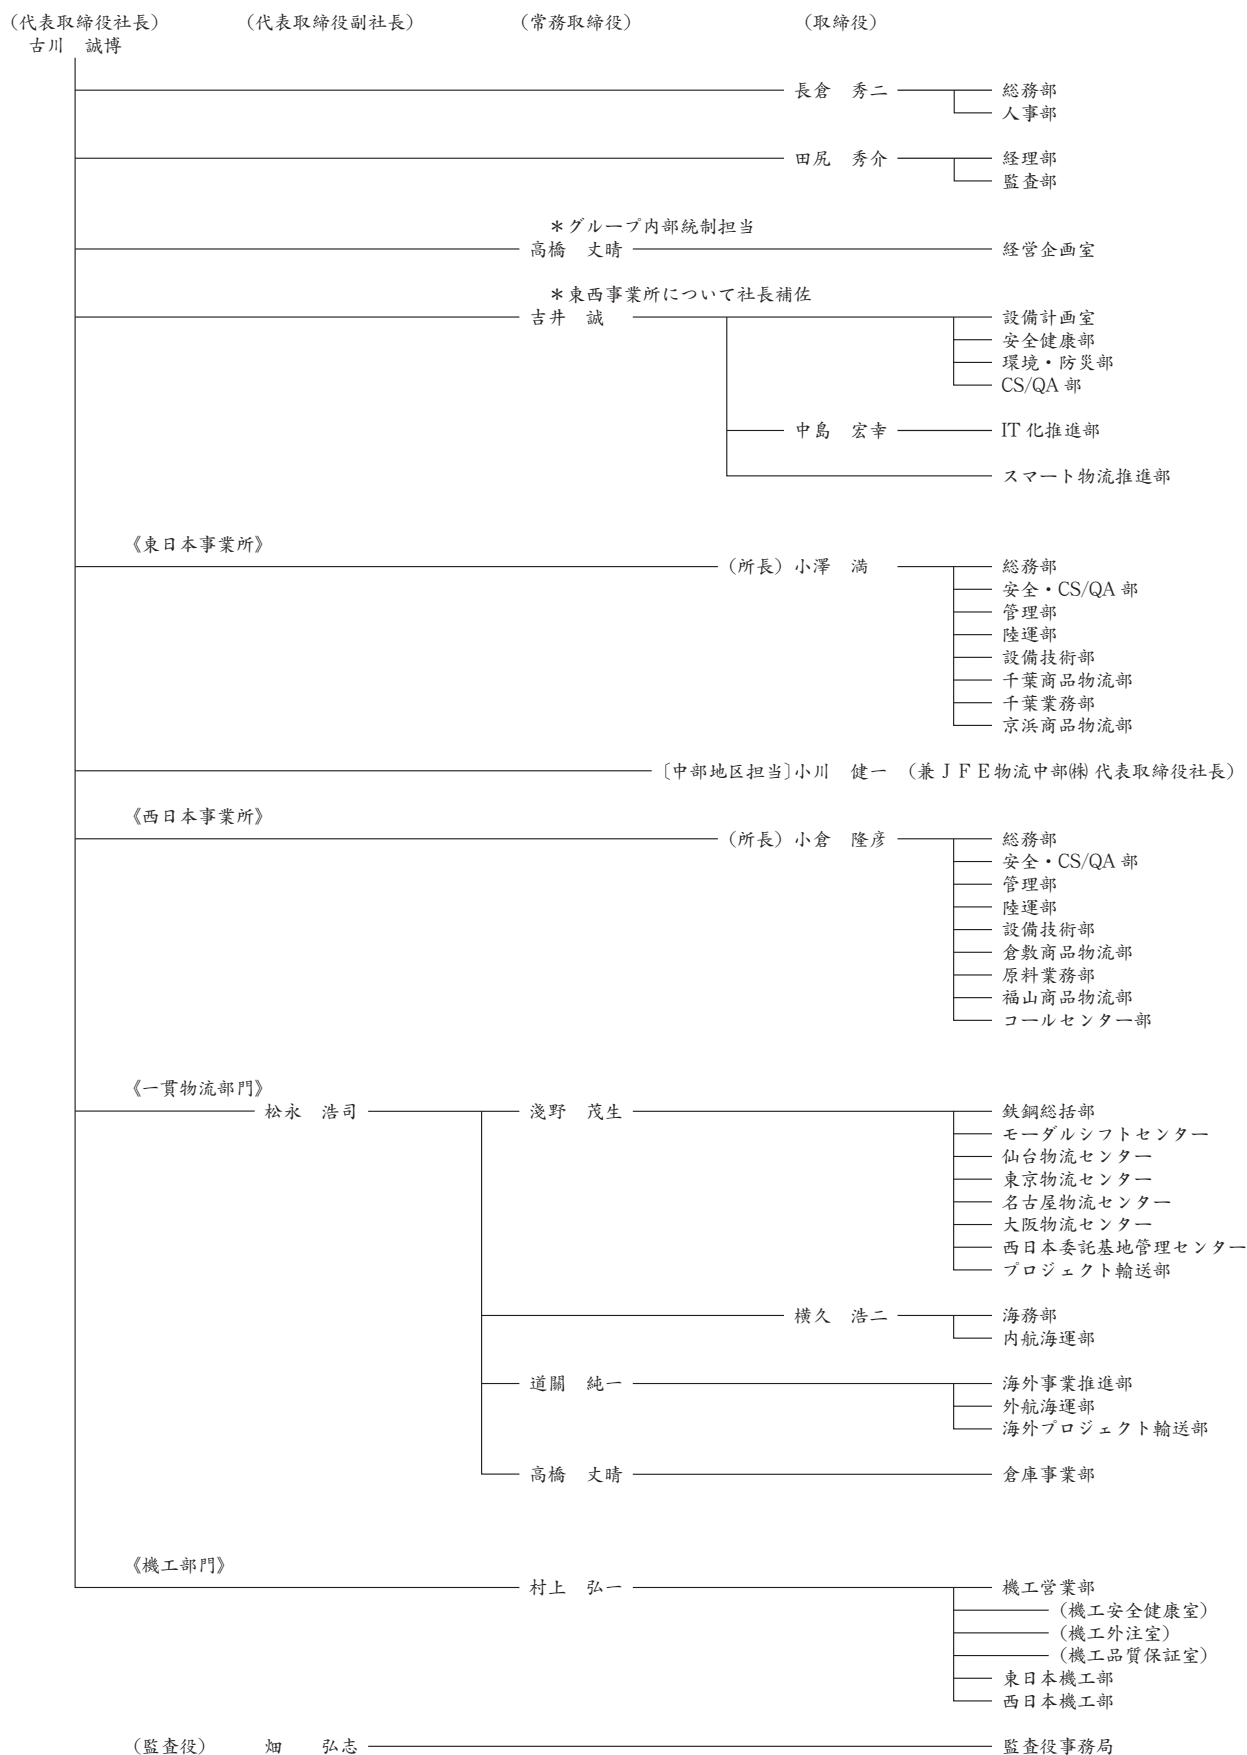 (代表取締役社長) (代表取締役副社長) (常務取締役) (取締役)
古川 誠博
長倉 秀二 総務部
人事部
田尻 秀介 経理部
監査部
＊グループ内部統制担当
高橋 丈晴 経営企画室
＊東西事業所について社長補佐
吉井 誠 設備計画室
安全健康部
環境・防災部
CS/QA 部
中島 宏幸 IT 化推進部
スマート物流推進部
《東日本事業所》
(所長) 小澤 満 総務部
安全・CS/QA 部
管理部
陸運部
設備技術部
千葉商品物流部
千葉業務部
京浜商品物流部
〔中部地区担当〕小川 健一 (兼ＪＦＥ物流中部㈱ 代表取締役社長)
《西日本事業所》
(所長) 小倉 隆彦 総務部
安全・CS/QA 部
管理部
陸運部
設備技術部
倉敷商品物流部
原料業務部
福山商品物流部
コールセンター部
《一貫物流部門》
松永 浩司 淺野 茂生 鉄鋼総括部
モーダルシフトセンター
仙台物流センター
東京物流センター
名古屋物流センター
大阪物流センター
西日本委託基地管理センター
プロジェクト輸送部
横久 浩二 海務部
内航海運部
道關 純一 海外事業推進部
外航海運部
海外プロジェクト輸送部
高橋 丈晴 倉庫事業部
《機工部門》
村上 弘一 機工営業部
(機工安全健康室)
(機工外注室)
(機工品質保証室)
東日本機工部
西日本機工部
(監査役) 畑 弘志 監査役事務局